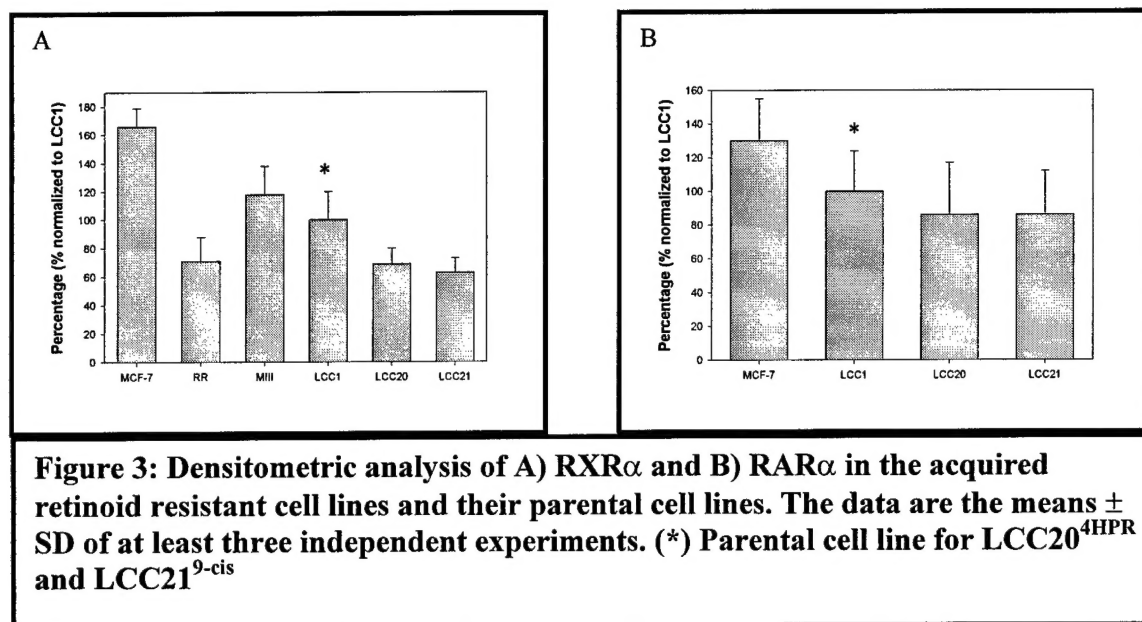 A
Percentage (% normalized to LCC1)
180
160
140
120
100
80
60
40
20
0
*
MCF-7 RR MIII LCC1 LCC20 LCC21
B
Percentage (% normalized to LCC1)
160
140
120
100
80
60
40
20
0
*
MCF-7 LCC1 LCC20 LCC21
Figure 3: Densitometric analysis of A) RXRα and B) RARα in the acquired
retinoid resistant cell lines and their parental cell lines. The data are the means ±
SD of at least three independent experiments. (*) Parental cell line for LCC20^4HPR
and LCC21^9-cis